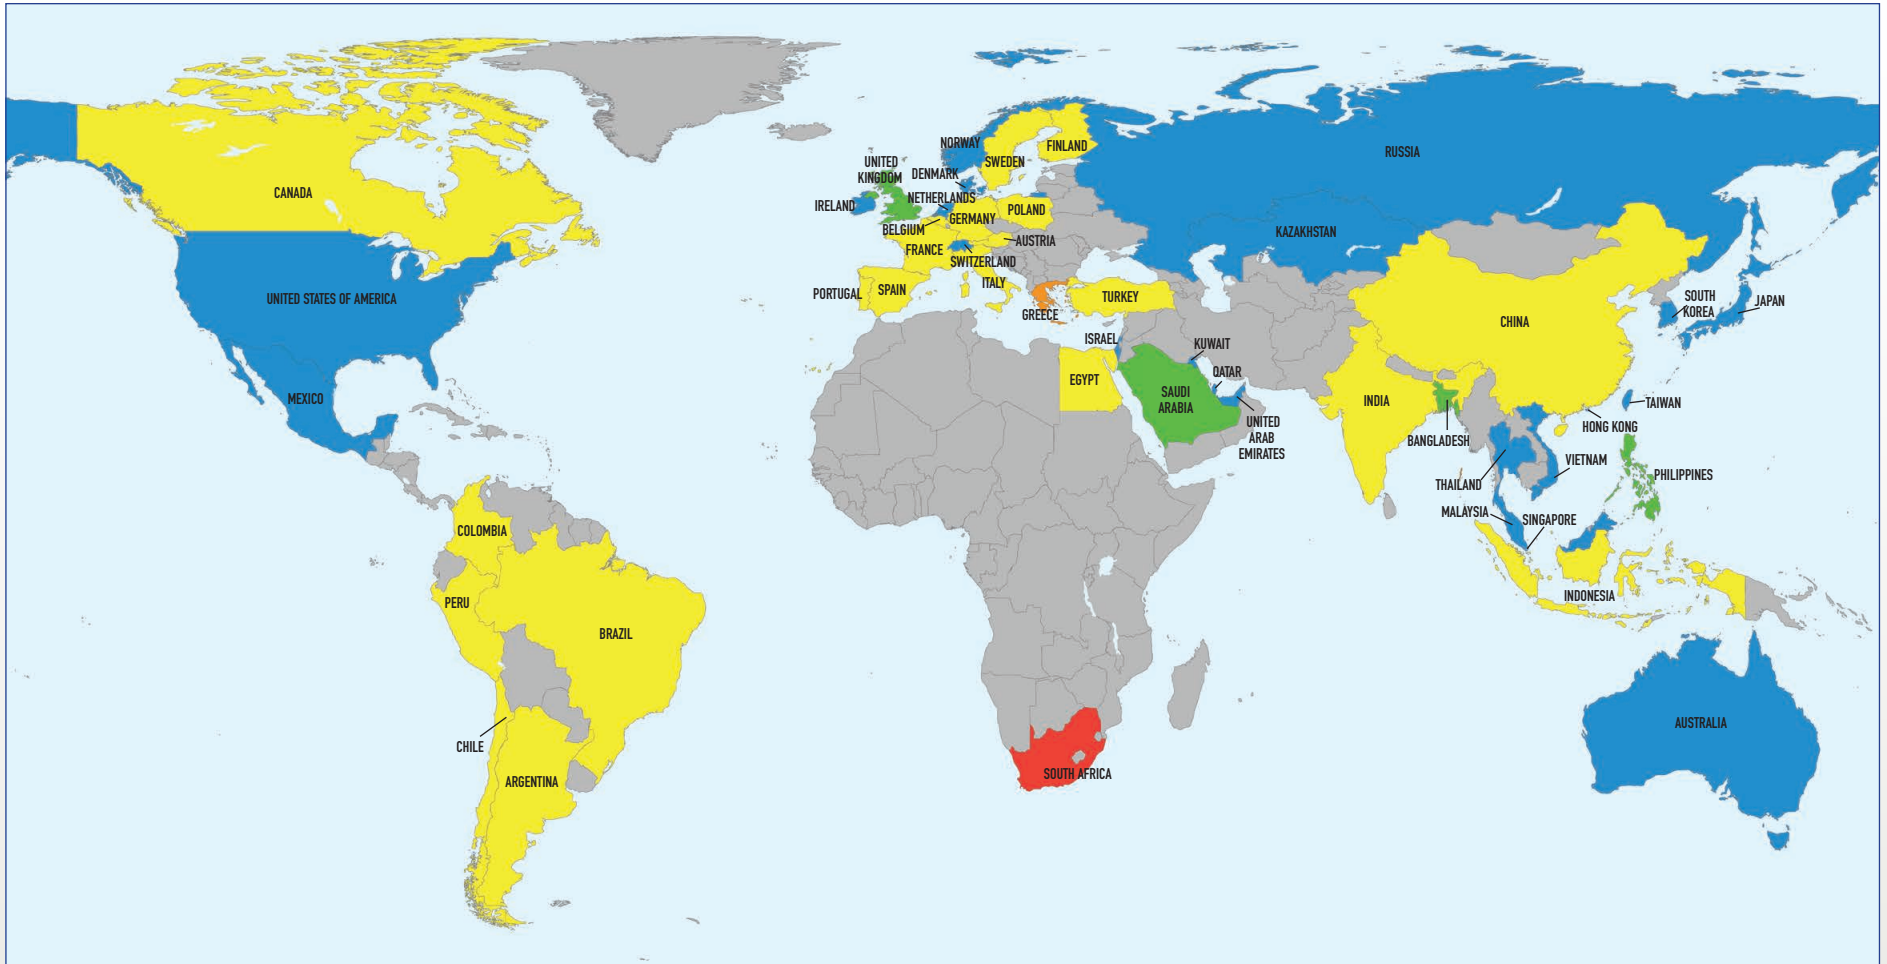 NORWAY
FINLAND
SWEDEN
RUSSIA
UNITED
KINGDOM
DENMARK
CANADA
NETHERLANDS
IRELAND
POLAND
GERMANY
BELGIUM
KAZAKHSTAN
AUSTRIA
FRANCE
SWITZERLAND
ITALY
PORTUGAL
SPAIN
TURKEY
UNITED STATES OF AMERICA
SOUTH
KOREA
JAPAN
GREECE
CHINA
ISRAEL
KUWAIT
QATAR
EGYPT
SAUDI
ARABIA
MEXICO
INDIA
TAIWAN
UNITED
ARAB
EMIRATES
HONG KONG
BANGLADESH
VIETNAM
PHILIPPINES
THAILAND
MALAYSIA
SINGAPORE
COLOMBIA
INDONESIA
PERU
BRAZIL
AUSTRALIA
CHILE
SOUTH AFRICA
ARGENTINA